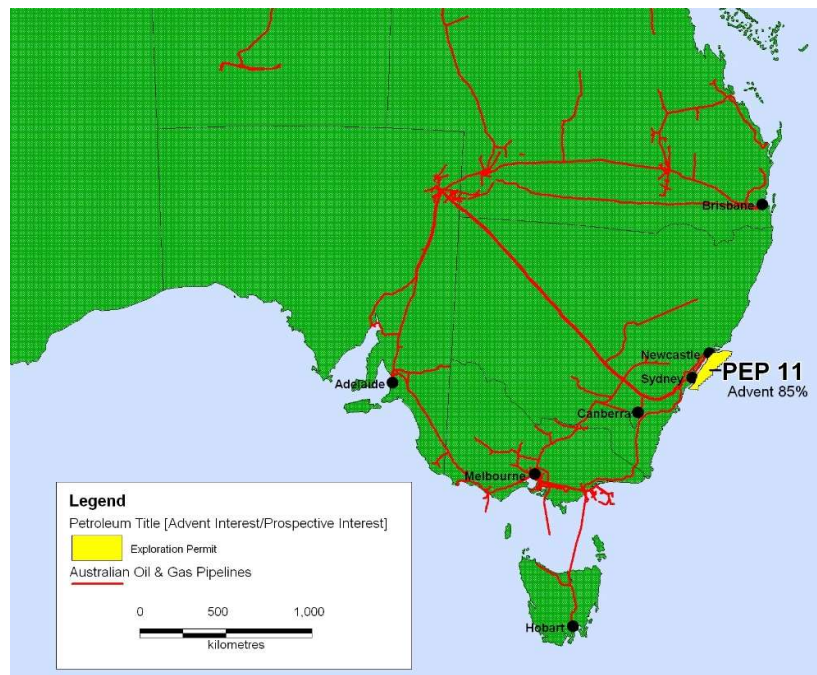 Brisbane
Newcastle
PEP 11
Sydney
Advent 85%
Adelaide
Canberra
Melbourne
Legend
Petroleum Title [Advent Interest/Prospective Interest]
Exploration Permit
Australian Oil & Gas Pipelines
0 500 1,000
kilometres
Hobart